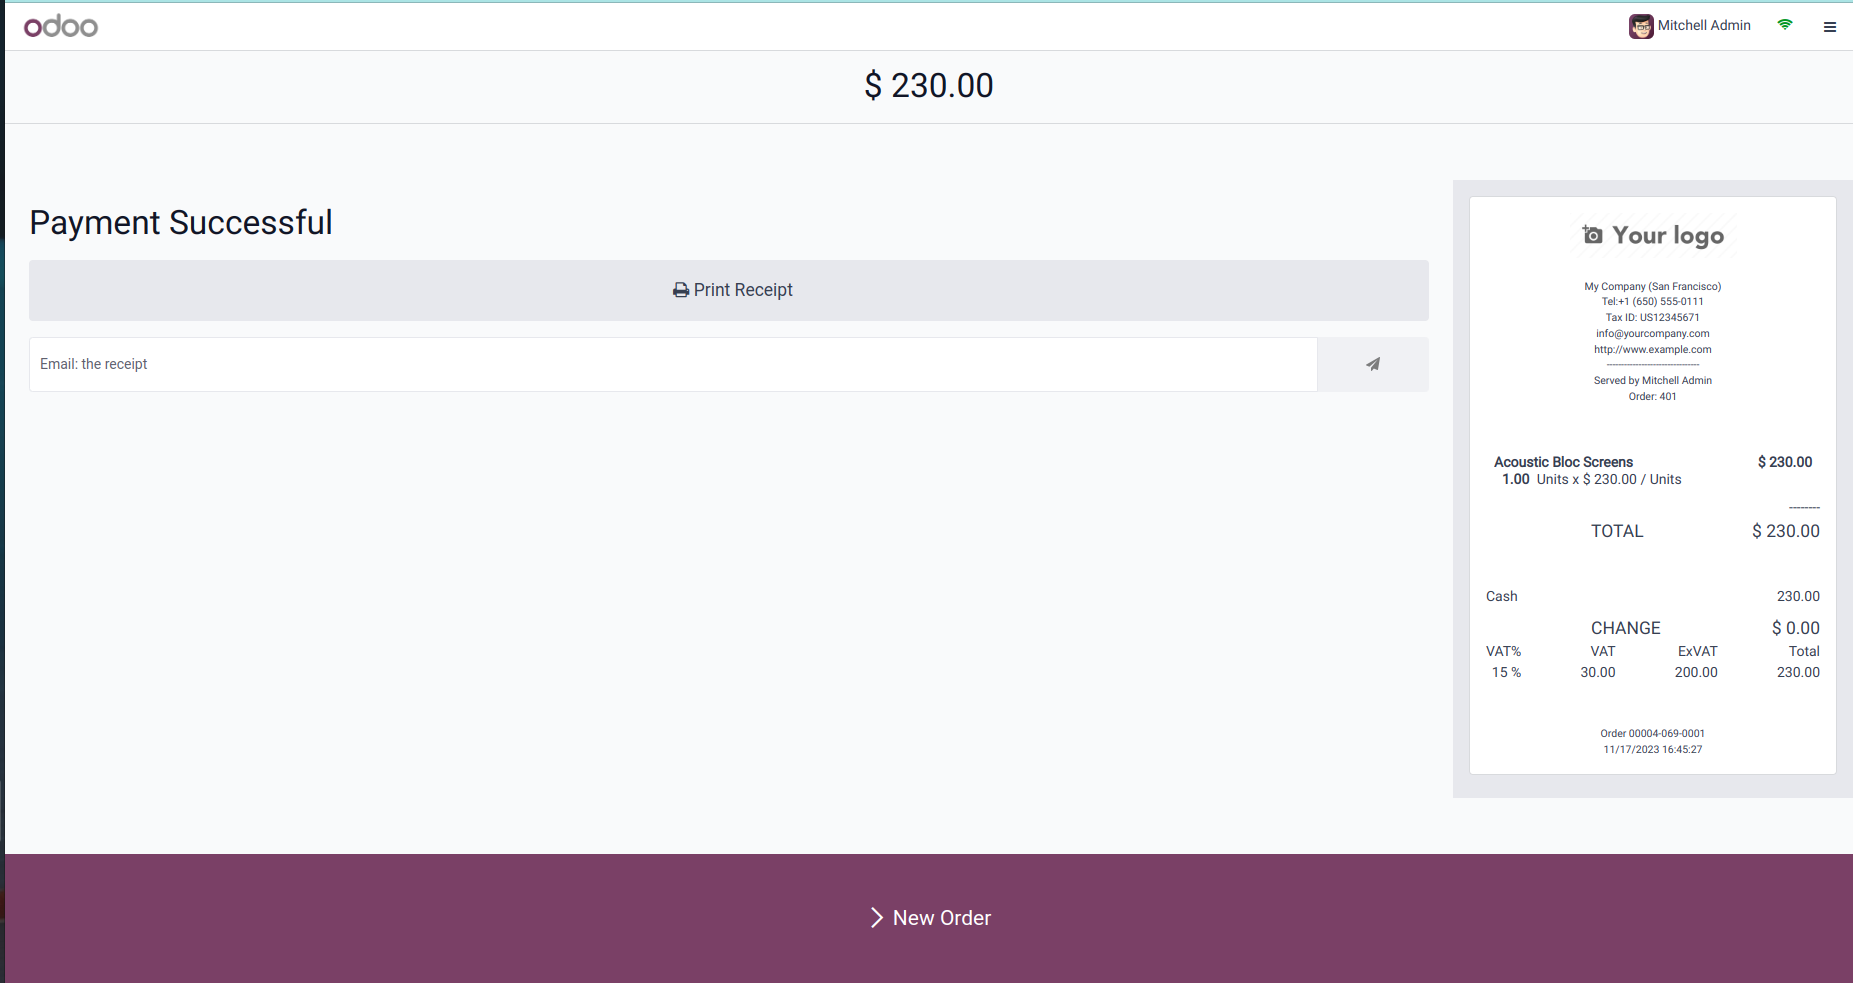 odoo
Mitchell Admin
$ 230.00
Payment Successful
Print Receipt
Email: the receipt
Your logo
My Company (San Francisco)
Tel:+1 (650) 555-0111
Tax ID: US12345671
info@yourcompany.com
http://www.example.com
--------------------------------
Served by Mitchell Admin
Order: 401
Acoustic Bloc Screens $ 230.00
1.00 Units x $ 230.00 / Units
--------
TOTAL $ 230.00
Cash 230.00
CHANGE $ 0.00
VAT% VAT ExVAT Total
15 % 30.00 200.00 230.00
Order 00004-069-0001
11/17/2023 16:45:27
New Order